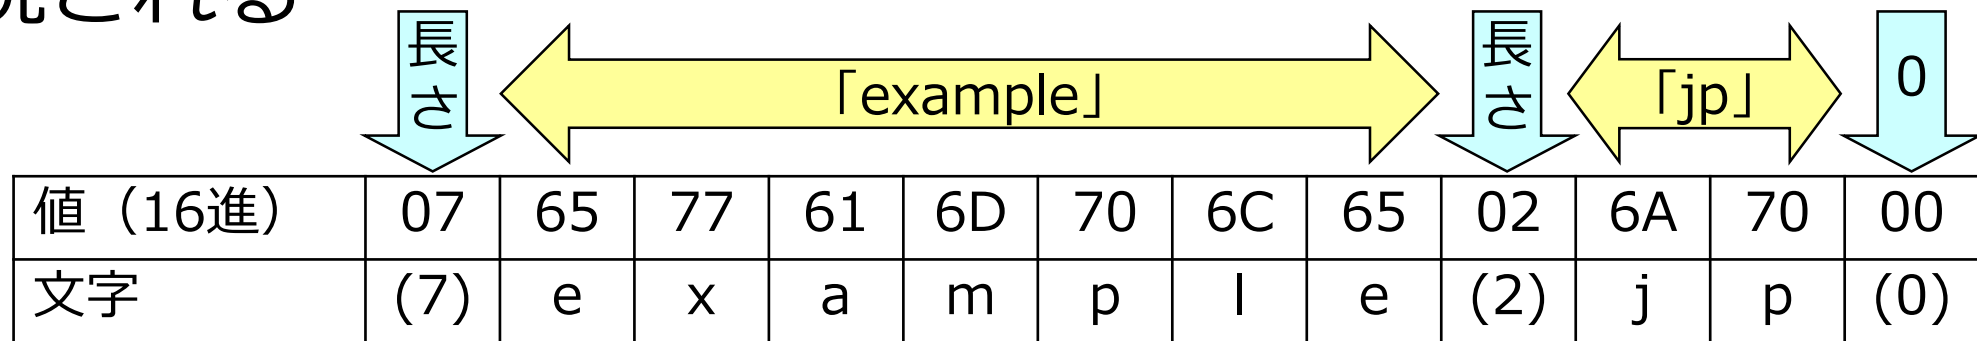 される
長さ 「example」 長さ 「jp」 0
値（16進） 07 65 77 61 6D 70 6C 65 02 6A 70 00
文字 (7) e x a m p l e (2) j p (0)